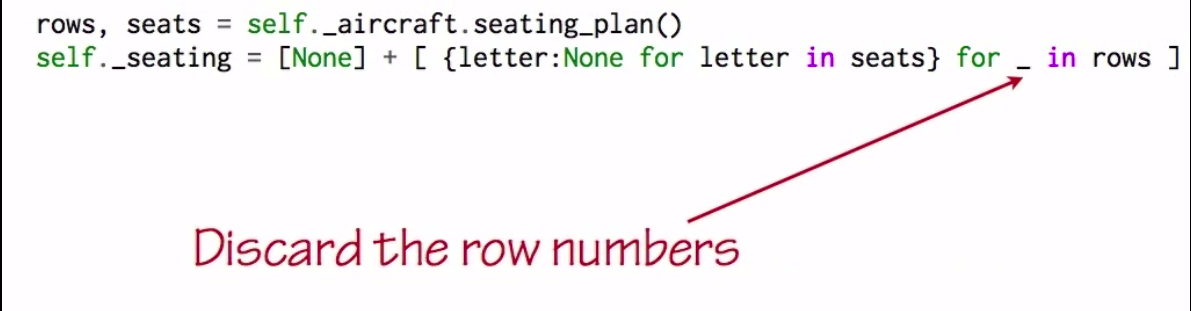 rows, seats = self._aircraft.seating_plan()
self._seating = [None] + [ {letter:None for letter in seats} for _ in rows ]
Discard the row numbers